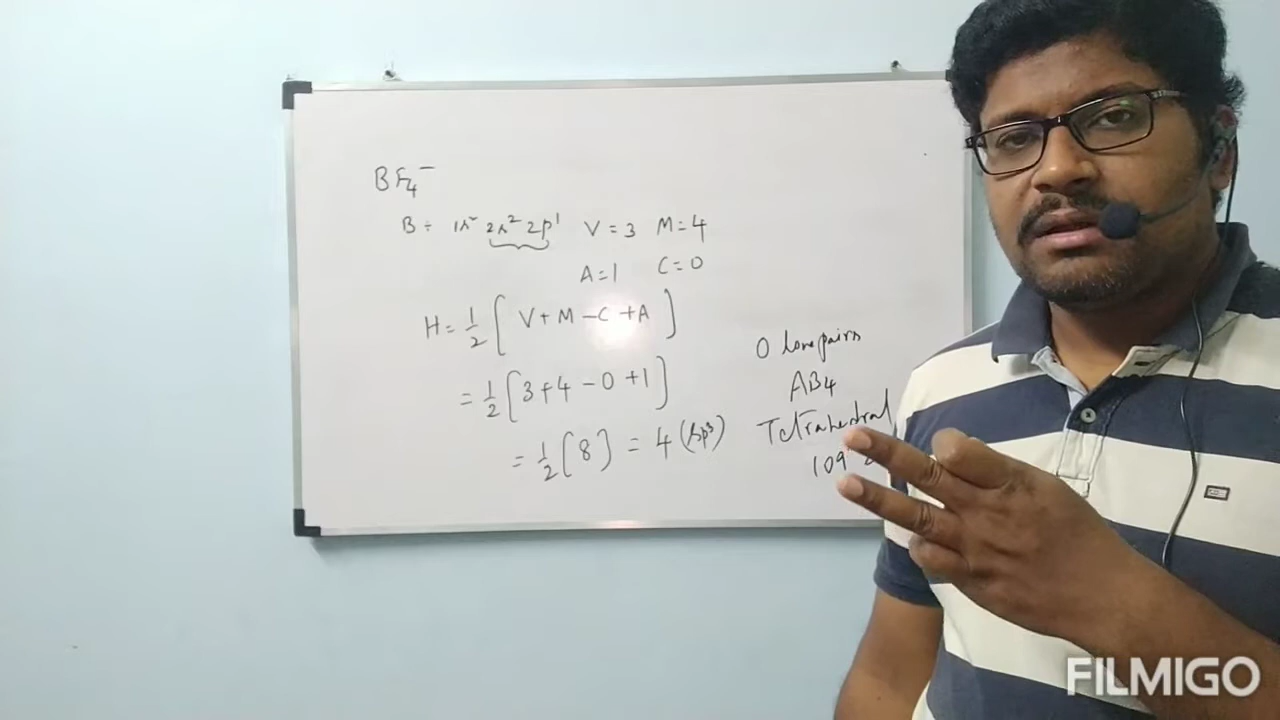 BF₄⁻
B ÷ 1s² 2s² 2p¹ V = 3 M = 4
A = 1 C = 0
H = 1/2 [ V + M - C + A ]
= 1/2 [ 3 + 4 - 0 + 1 ]
= 1/2 [ 8 ] = 4 (sp³)
0 lone pairs
AB4
Tetrahedral
109°
FILMIGO